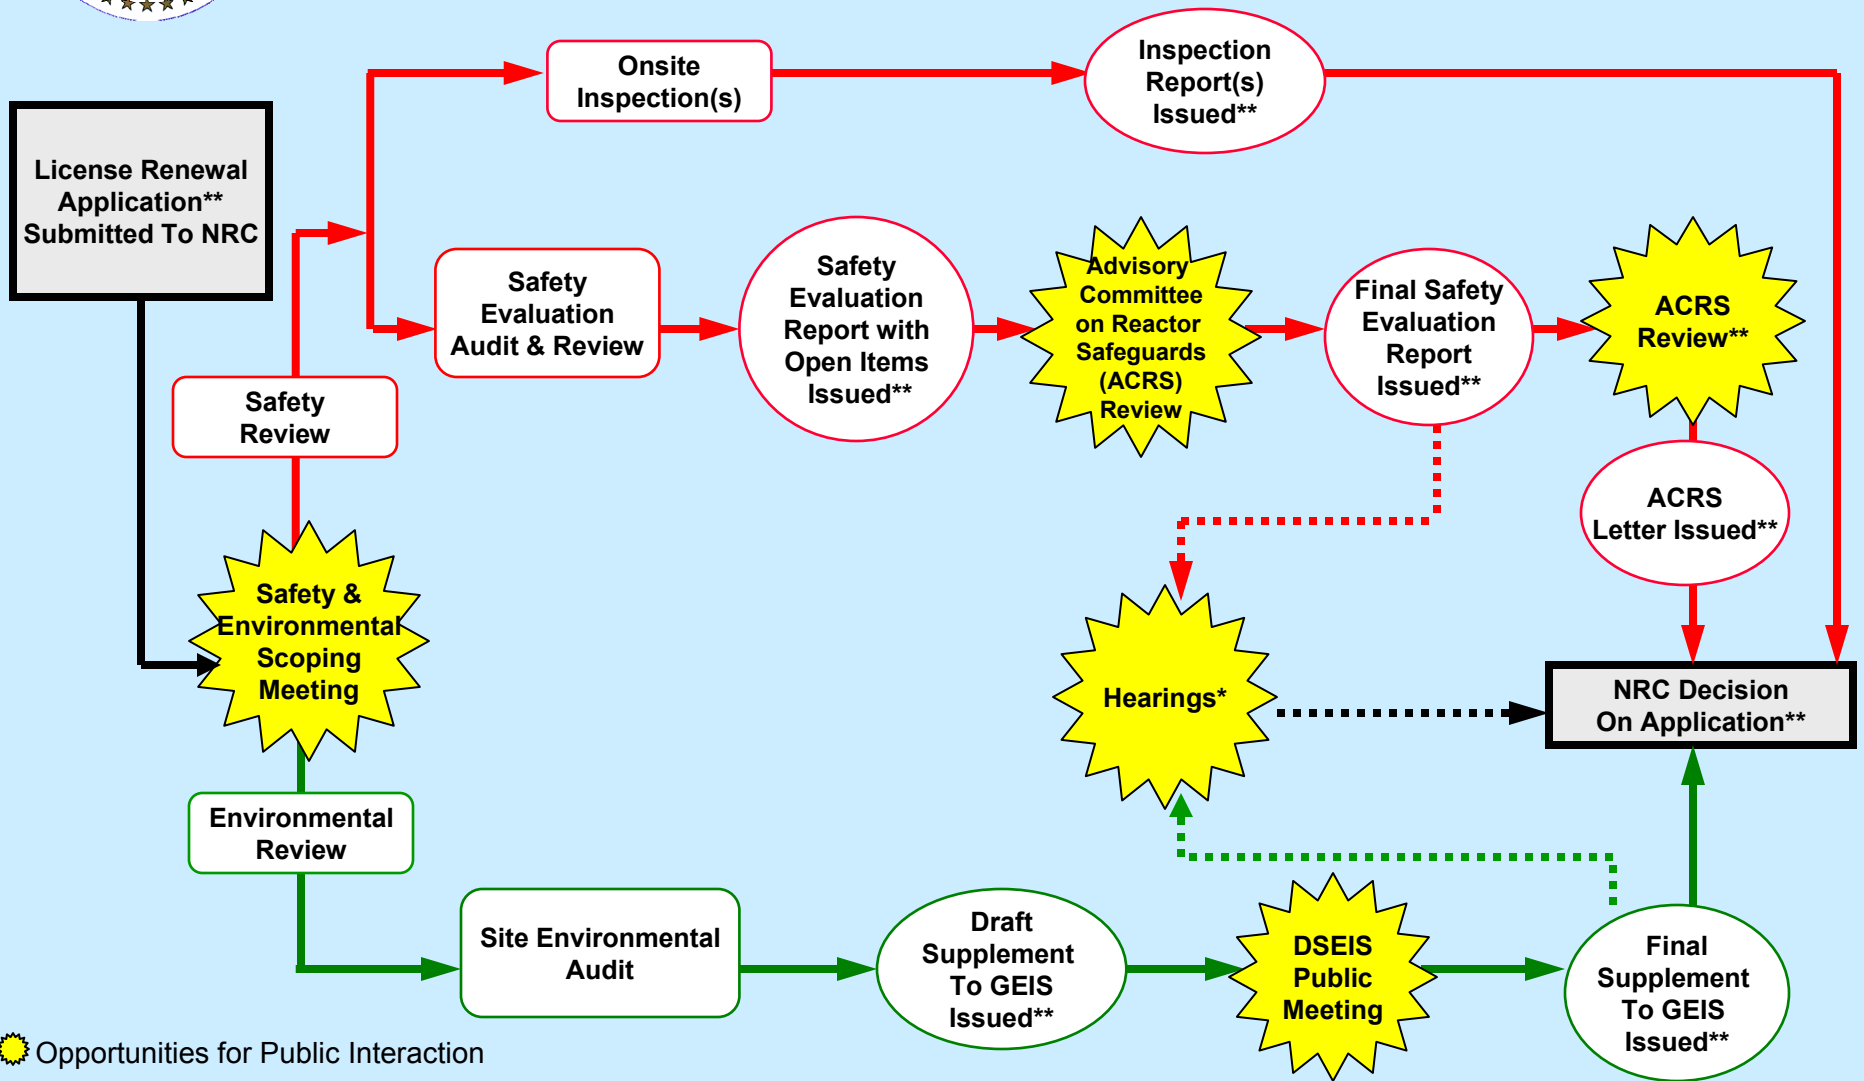 Onsite
Inspection(s)
Inspection
Report(s)
Issued**
License Renewal
Application**
Submitted To NRC
Safety
Evaluation
Audit & Review
Safety
Evaluation
Report with
Open Items
Issued**
Advisory
Committee
on Reactor
Safeguards
(ACRS)
Review
Final Safety
Evaluation
Report
Issued**
ACRS
Review**
Safety
Review
ACRS
Letter Issued**
Safety &
Environmental
Scoping
Meeting
Hearings*
NRC Decision
On Application**
Environmental
Review
Site Environmental
Audit
Draft
Supplement
To GEIS
Issued**
DSEIS
Public
Meeting
Final
Supplement
To GEIS
Issued**
Opportunities for Public Interaction